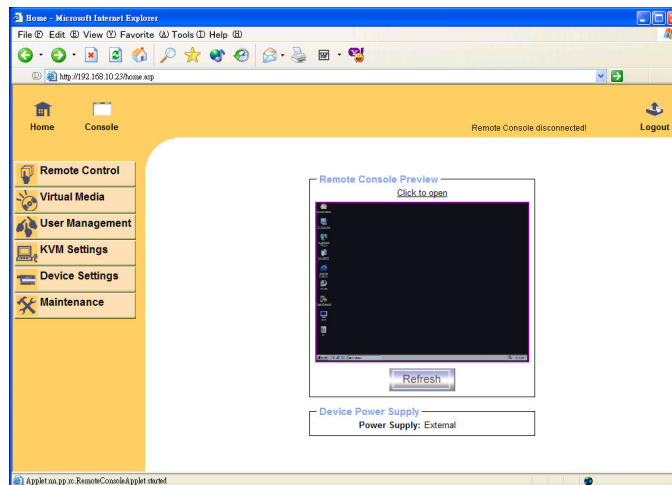 Home - Microsoft Internet Explorer
File (F) Edit (E) View (V) Favorite (A) Tools (T) Help (H)
(D) http://192.168.10.23/home.asp
Home
Console
Remote Console disconnected!
Logout
Remote Control
Virtual Media
User Management
KVM Settings
Device Settings
Maintenance
Remote Console Preview
Click to open
Refresh
Device Power Supply
Power Supply: External
Applet nn.pp.rc.RemoteConsoleApplet started